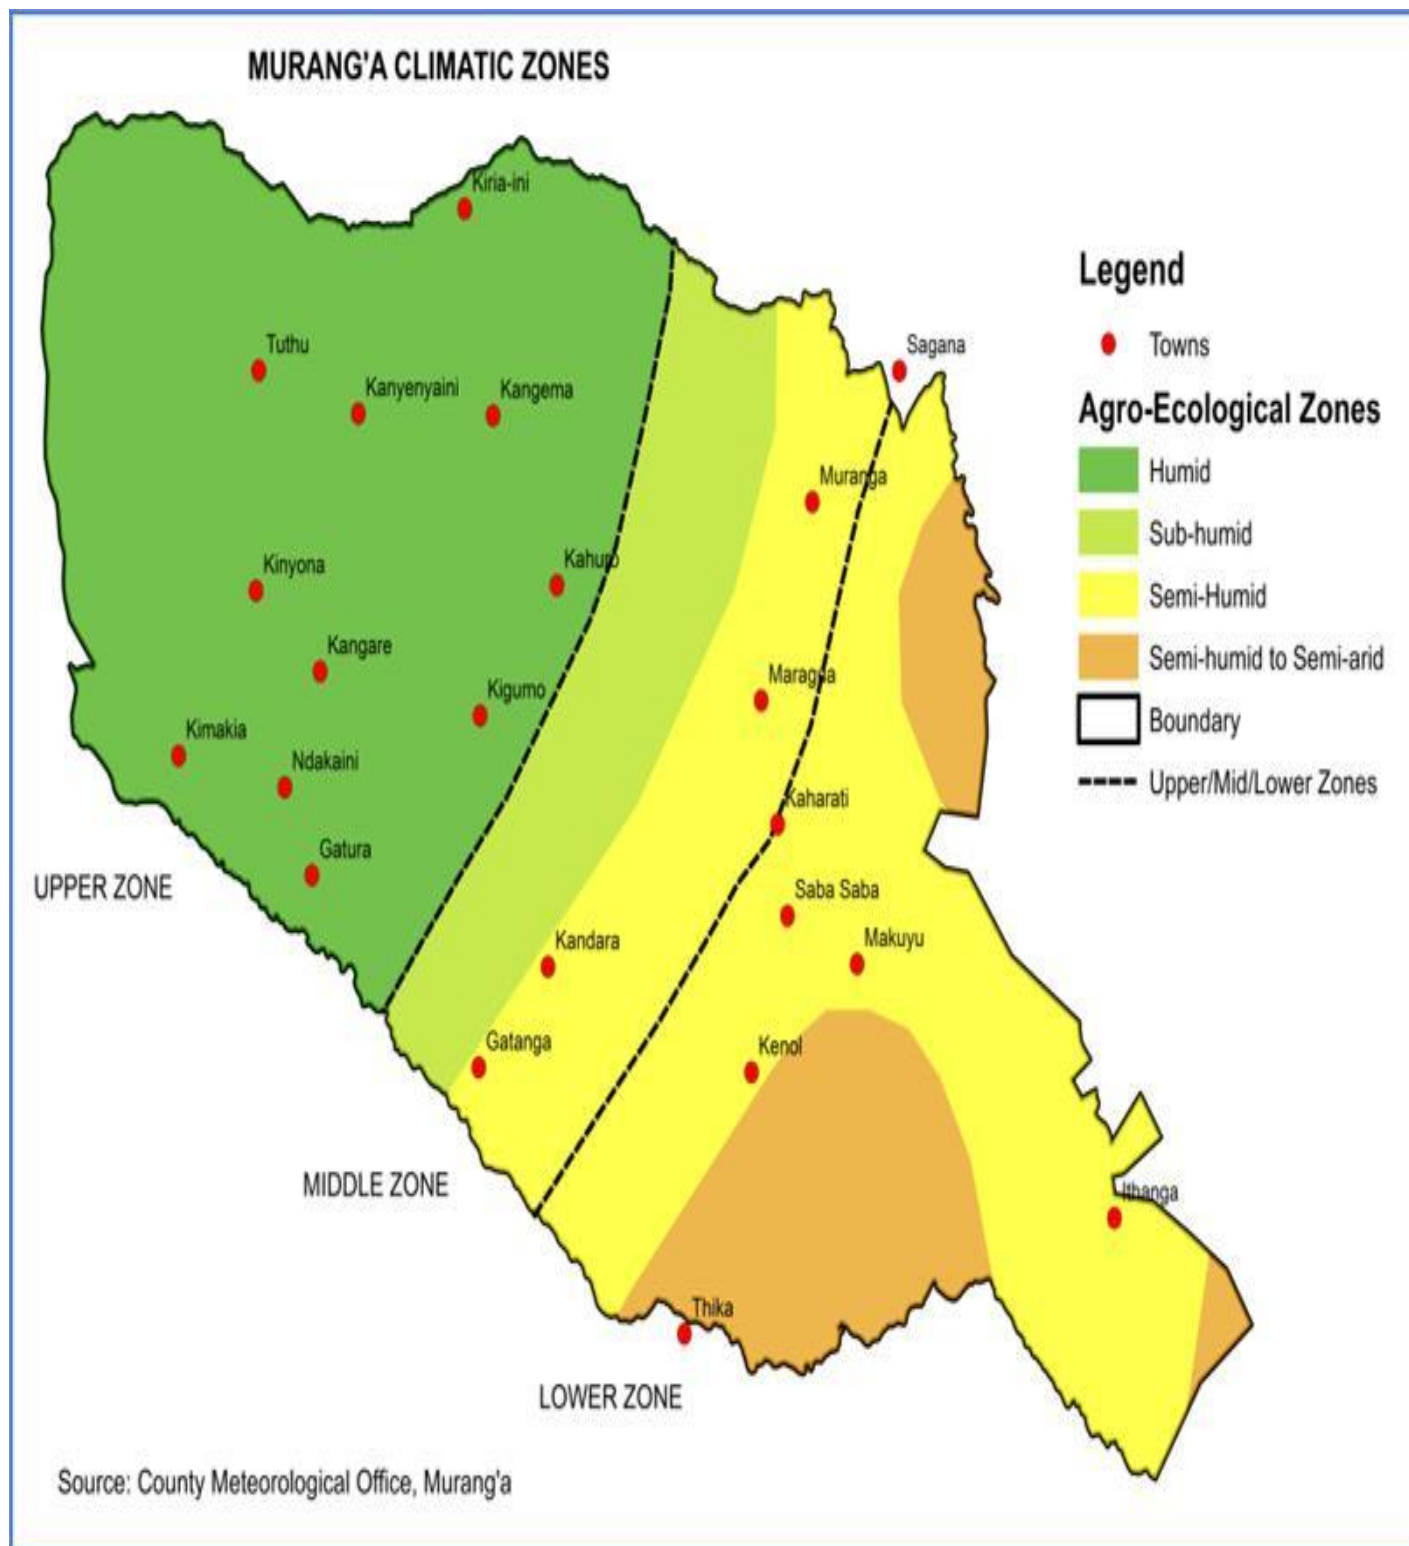 MURANG'A CLIMATIC ZONES
Kiria-ini
Legend
Towns
Sagana
Tuthu
Kanyenyaini
Kangema
Agro-Ecological Zones
Humid
Muranga
Sub-humid
Kahuro
Kinyona
Semi-Humid
Kangare
Semi-humid to Semi-arid
Maragua
Kigumo
Boundary
Kimakia
Ndakaini
Upper/Mid/Lower Zones
Kaharati
Gatura
UPPER ZONE
Saba Saba
Kandara
Makuyu
Gatanga
Kenol
MIDDLE ZONE
Ithanga
Thika
LOWER ZONE
Source: County Meteorological Office, Murang'a